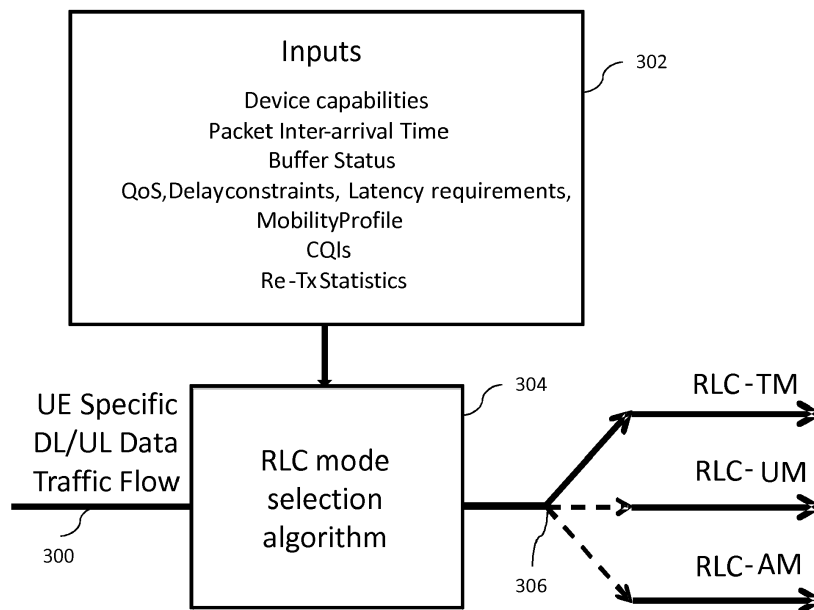 Inputs
302
Device capabilities
Packet Inter-arrival Time
Buffer Status
QoS,Delayconstraints, Latency requirements,
MobilityProfile
CQIs
Re-TxStatistics
304
UE Specific
DL/UL Data
Traffic Flow
300
RLC mode
selection
algorithm
306
RLC-TM
RLC-UM
RLC-AM